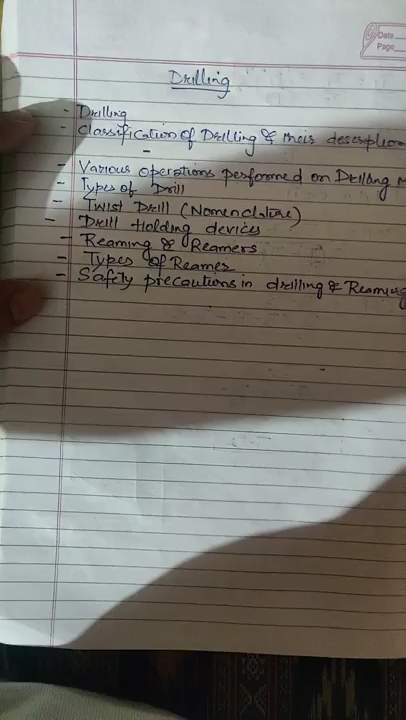 Date
Page
Drilling
- Drilling
- Classification of Drilling & their description
- Various operations performed on Drilling
- Types of Drill
- Twist Drill (Nomenclature)
- Drill Holding devices
- Reaming & Reamers
- Types of Reamer
- Safety precautions in drilling & Reaming